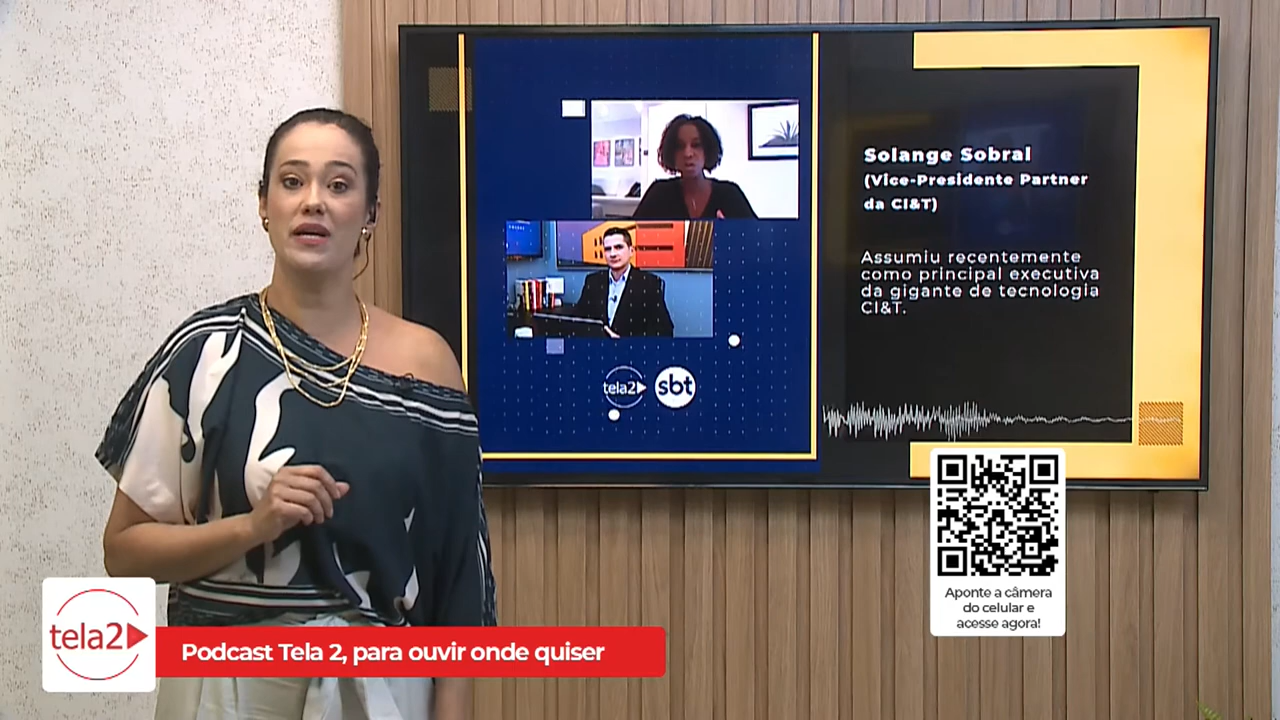 Solange Sobral
(Vice-Presidente Partner
da CI&T)
Assumiu recentemente
como principal executiva
da gigante de tecnologia
CI&T.
tela2
sbt
Aponte a câmera
do celular e
acesse agora!
tela2
Podcast Tela 2, para ouvir onde quiser